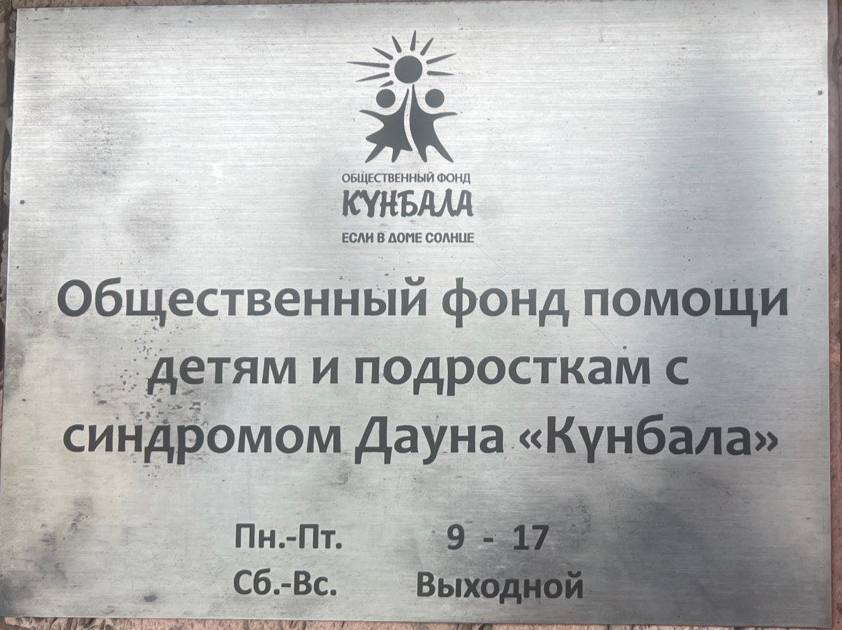 ОБЩЕСТВЕННЫЙ ФОНД
КҮНБАЛА
ЕСЛИ В ДОМЕ СОЛНЦЕ
Общественный фонд помощи
детям и подросткам с
синдромом Дауна «Күнбала»
Пн.-Пт. 9 - 17
Сб.-Вс. Выходной